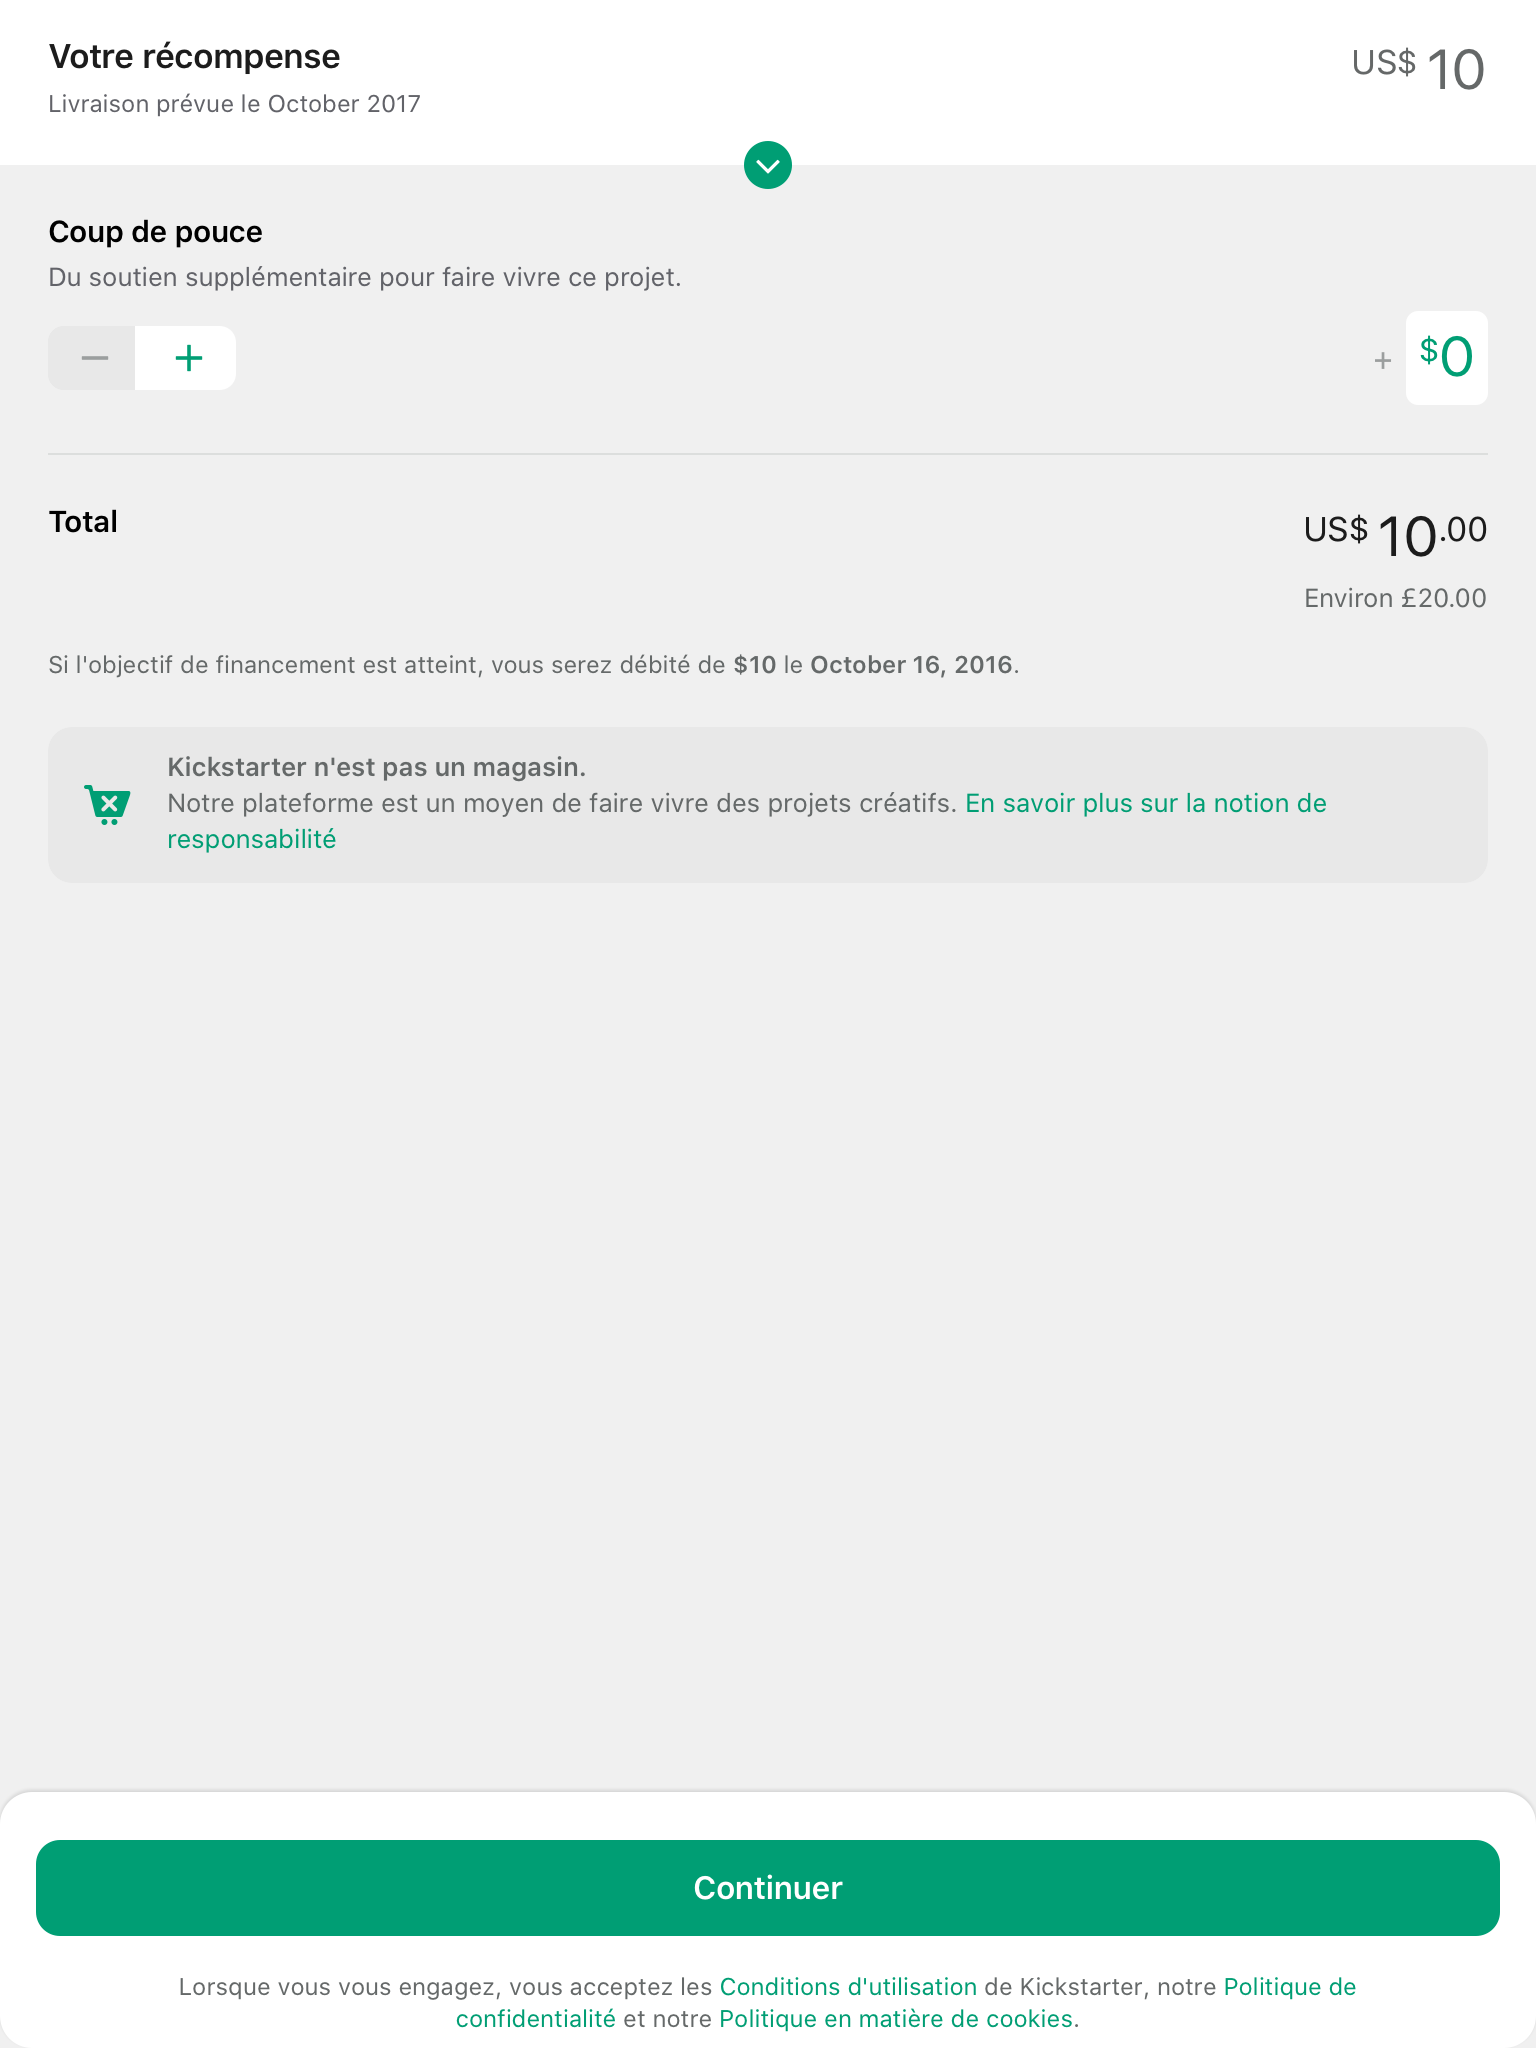 Votre récompense
US$ 10
Livraison prévue le October 2017
Coup de pouce
Du soutien supplémentaire pour faire vivre ce projet.
− +
+ $0
Total
US$ 10.00
Environ £20.00
Si l'objectif de financement est atteint, vous serez débité de $10 le October 16, 2016.
Kickstarter n'est pas un magasin.
Notre plateforme est un moyen de faire vivre des projets créatifs. En savoir plus sur la notion de
responsabilité
Continuer
Lorsque vous vous engagez, vous acceptez les Conditions d'utilisation de Kickstarter, notre Politique de
confidentialité et notre Politique en matière de cookies.